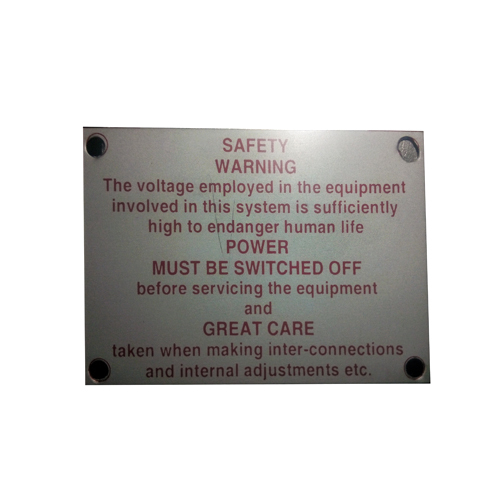 SAFETY
WARNING
The voltage employed in the equipment
involved in this system is sufficiently
high to endanger human life
POWER
MUST BE SWITCHED OFF
before servicing the equipment
and
GREAT CARE
taken when making inter-connections
and internal adjustments etc.